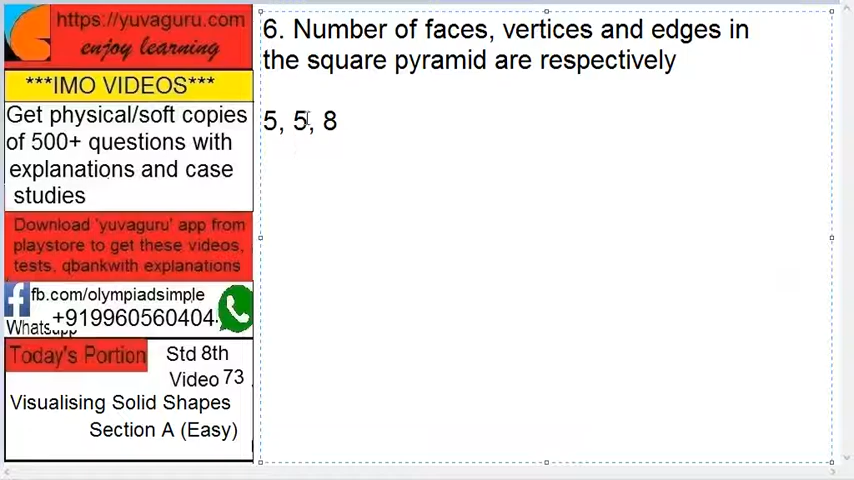 https://yuvaguru.com
enjoy learning
***IMO VIDEOS***
Get physical/soft copies
of 500+ questions with
explanations and case
studies
Download 'yuvaguru' app from
playstore to get these videos,
tests, qbankwith explanations
fb.com/olympiadsimple
+919960560404
Whatsapp
Today's Portion
Std 8th
Video 73
Visualising Solid Shapes
Section A (Easy)
6. Number of faces, vertices and edges in
the square pyramid are respectively
5, 5, 8